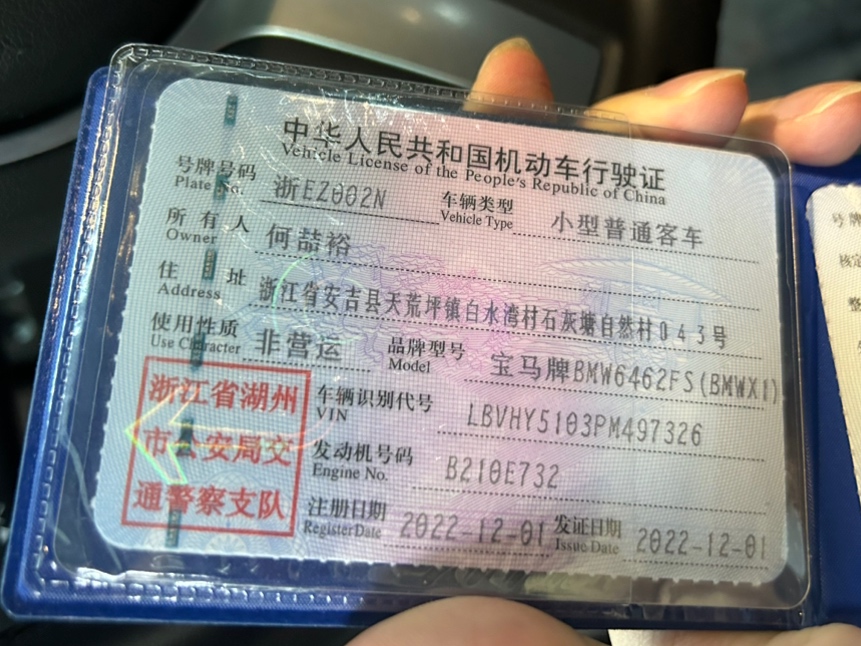 中华人民共和国机动车行驶证
Vehicle License of the People's Republic of China
号牌号码 浙EZ002N 车辆类型 小型普通客车
Plate No. Vehicle Type
所有人 何喆裕
Owner
住址 浙江省安吉县天荒坪镇白水湾村石灰塘自然村043号
Address
使用性质 非营运 品牌型号 宝马牌BMW6462FS(BMWX1)
Use Character Model
浙江省湖州
市公安局交
通警察支队
车辆识别代号 LBVHY5103PM497326
VIN
发动机号码 B210E732
Engine No.
注册日期 2022-12-01 发证日期 2022-12-01
Register Date Issue Date
号牌
核定
整